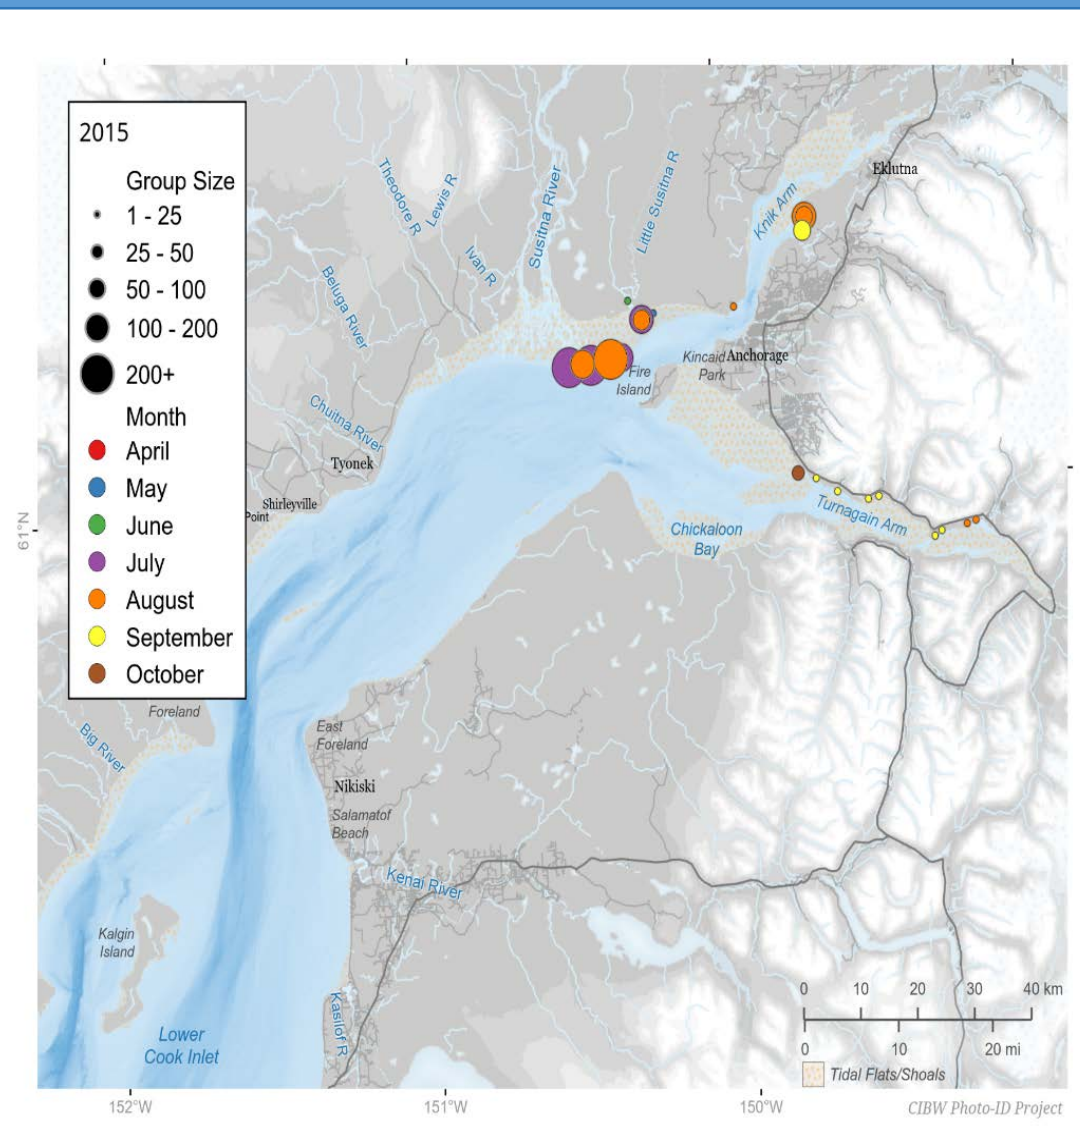 2015
Group Size
1 - 25
25 - 50
50 - 100
100 - 200
200+
Month
April
May
June
July
August
September
October
Theodore R
Lewis R
Ivan R
Susitna River
Little Susitna R
Knik Arm
Eklutna
Beluga River
Kincaid
Park
Anchorage
Fire
Island
Chuitna River
Tyonek
Shirleyville
Point
Turnagain Arm
Chickaloon
Bay
61°N
Foreland
Big River
East
Foreland
Nikiski
Salamatof
Beach
Kenai River
Kalgin
Island
Kasilof R
Lower
Cook Inlet
0 10 20 30 40 km
0 10 20 mi
Tidal Flats/Shoals
152°W 151°W 150°W
CIBW Photo-ID Project